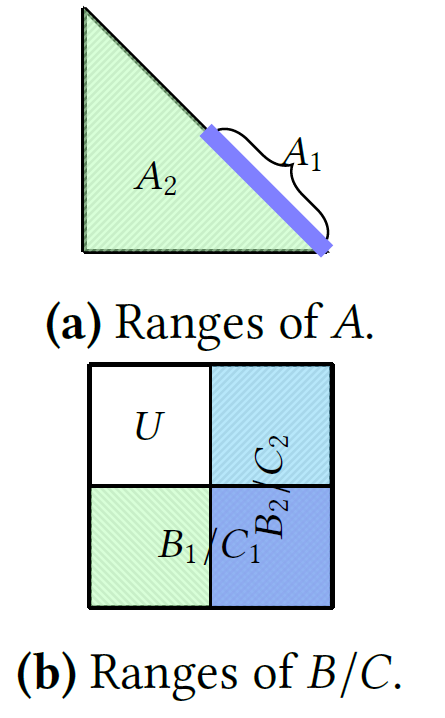 A₁
A₂
(a) Ranges of A.
U
B₂/C₂
B₁/C₁
(b) Ranges of B/C.